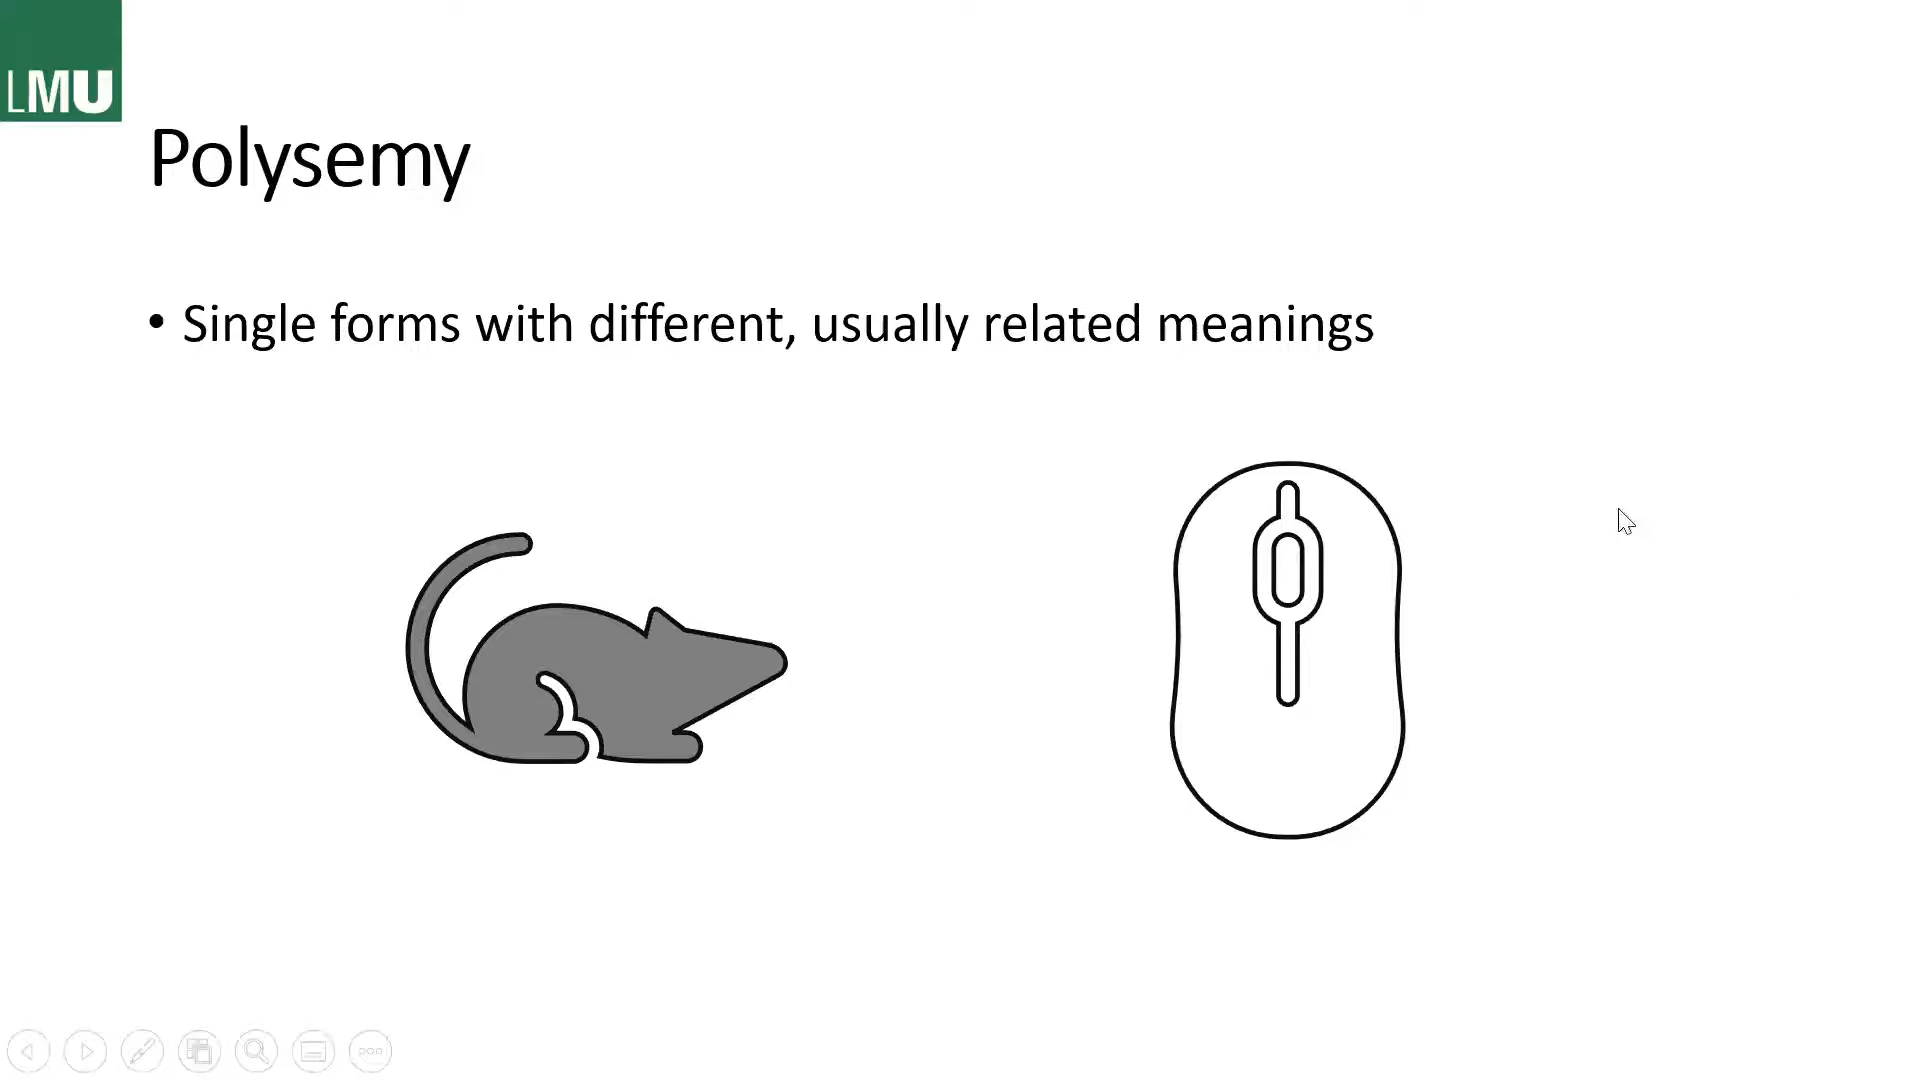 LMU
Polysemy
• Single forms with different, usually related meanings